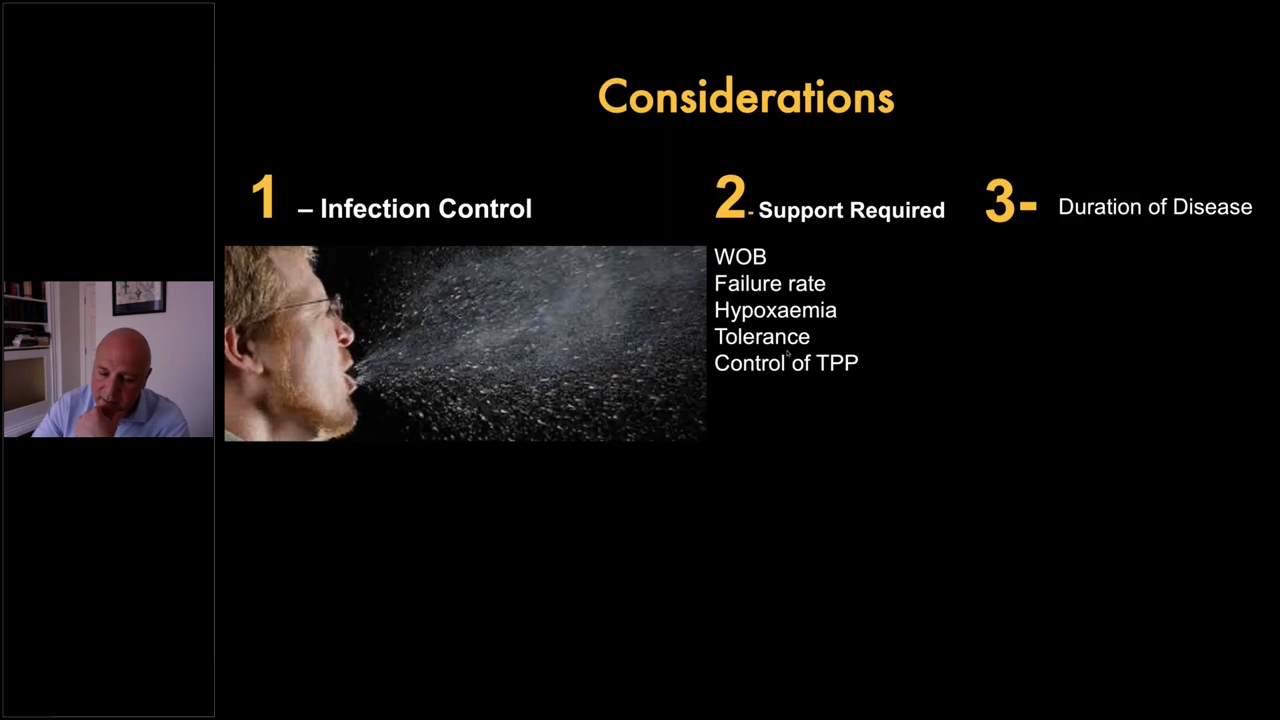 Considerations
1 – Infection Control
2- Support Required
3- Duration of Disease
WOB
Failure rate
Hypoxaemia
Tolerance
Control of TPP